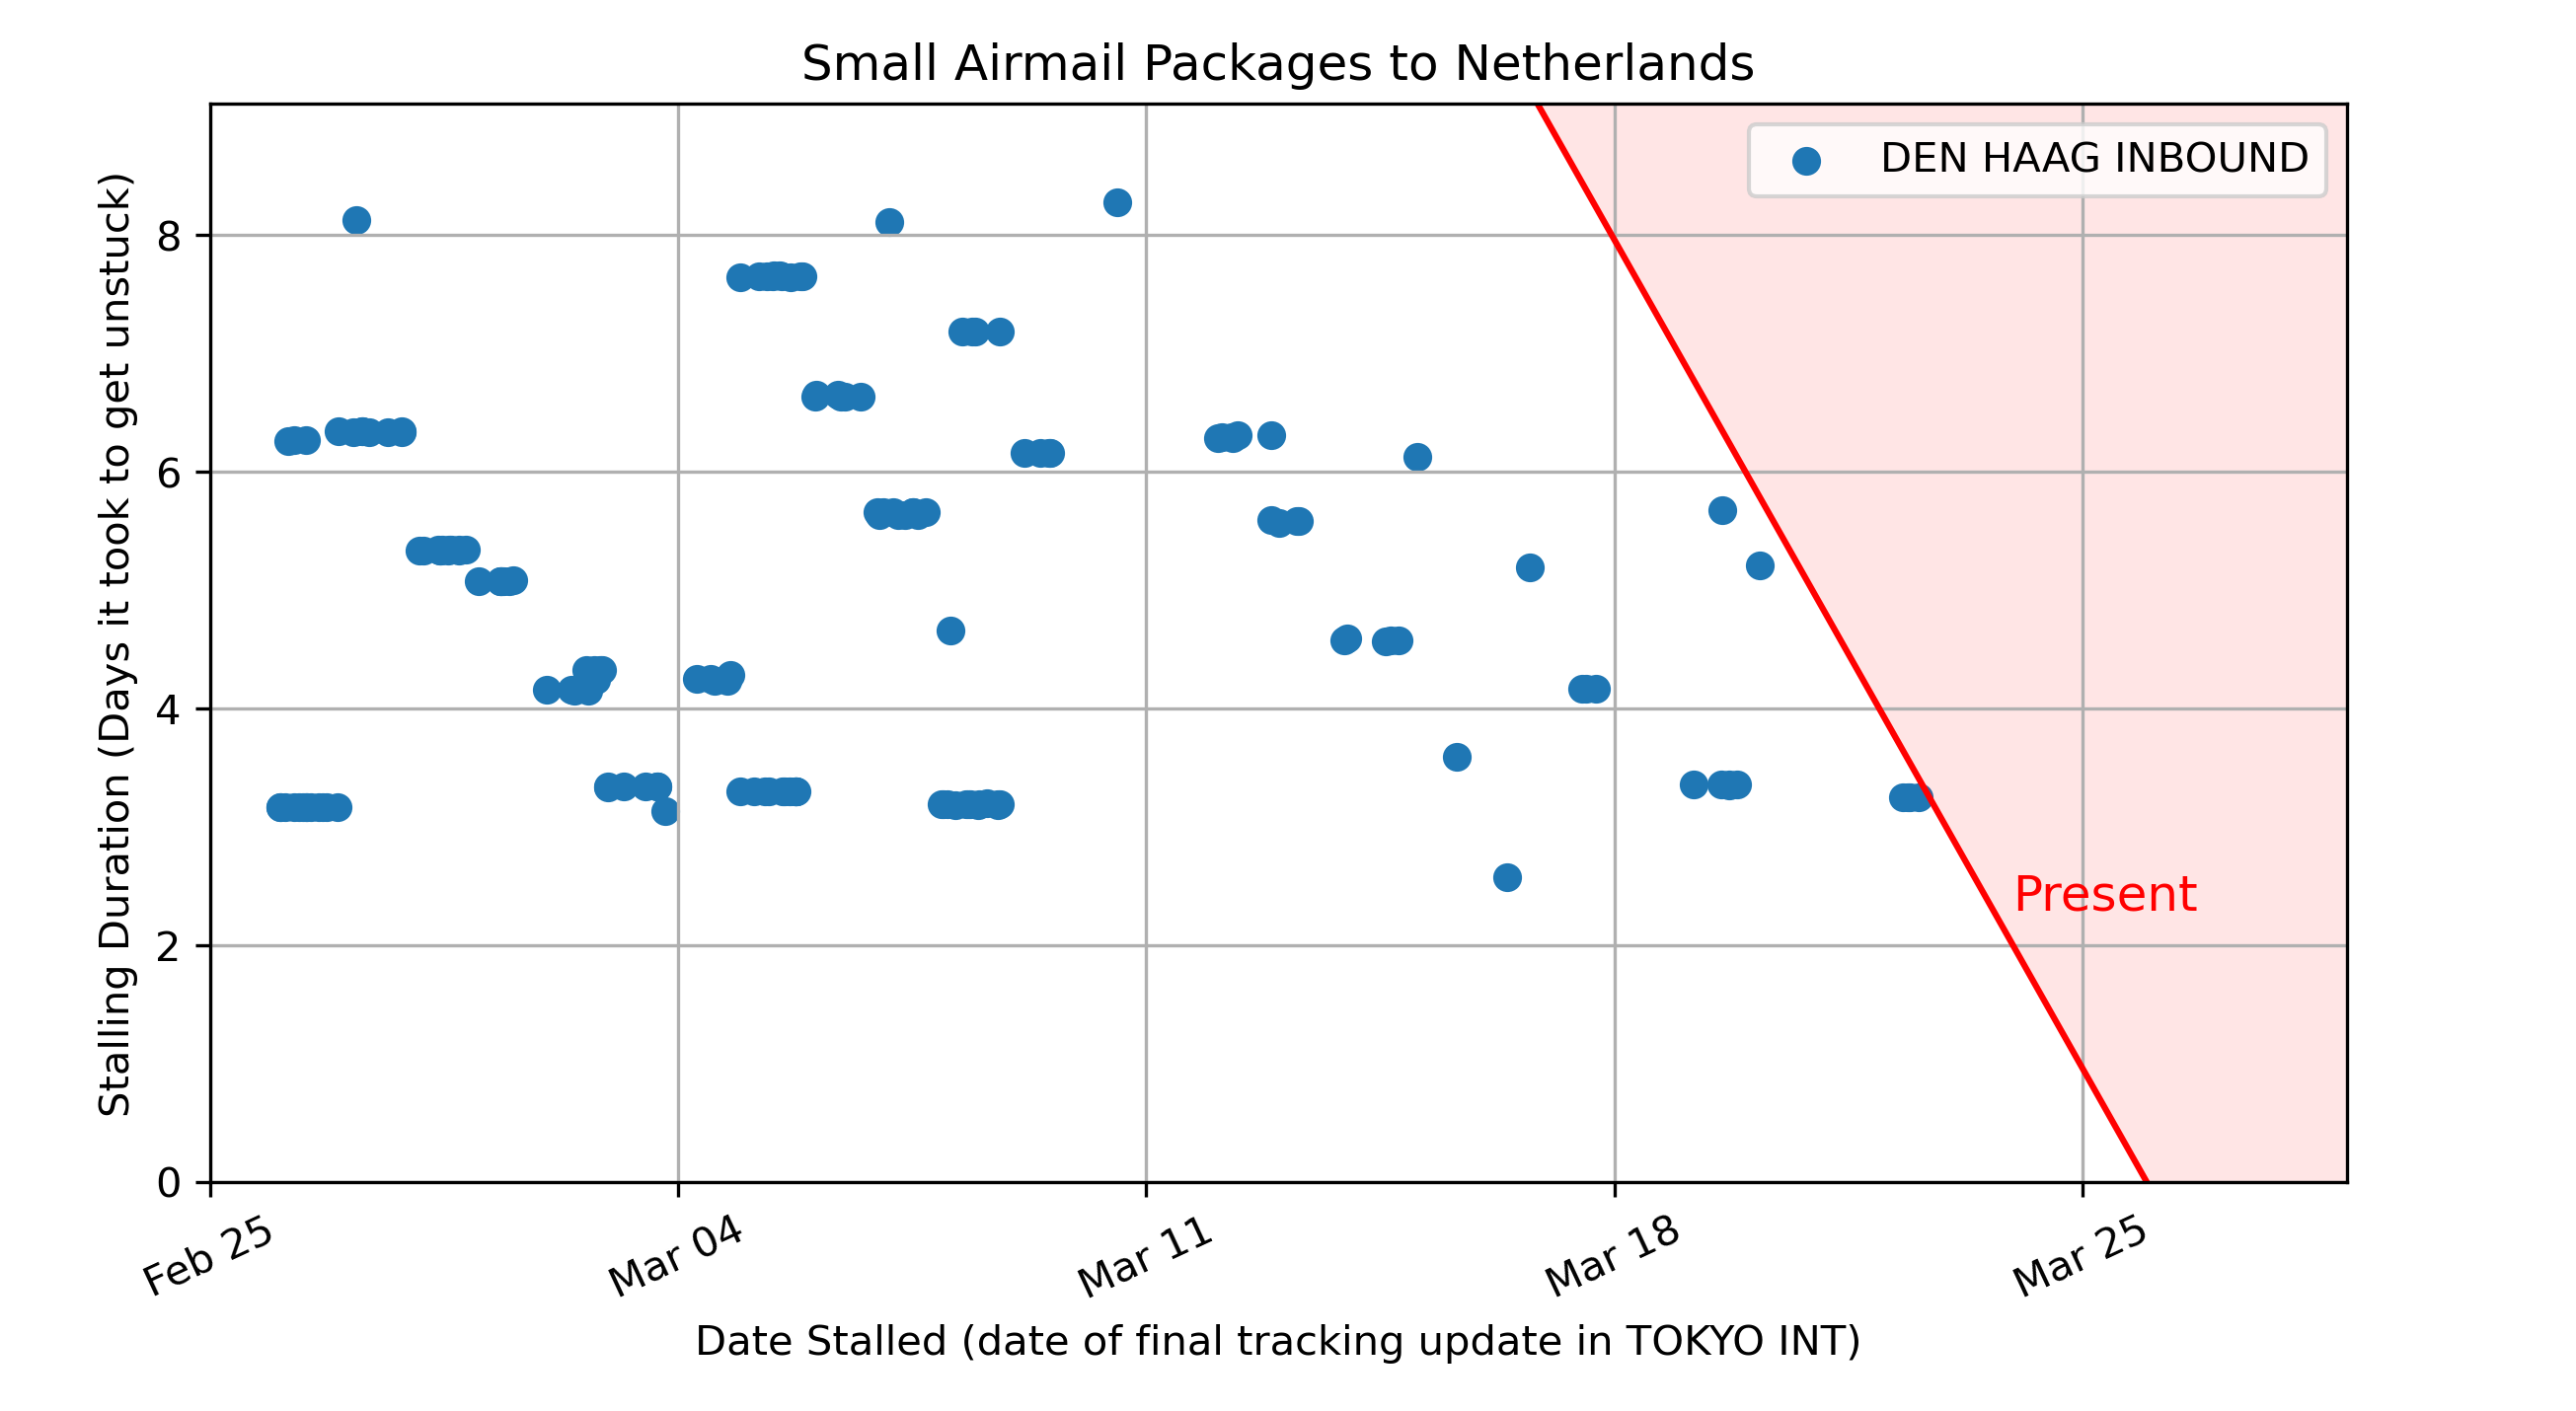 Small Airmail Packages to Netherlands
DEN HAAG INBOUND
Stalling Duration (Days it took to get unstuck)
8
6
4
2
0
Present
Feb 25
Mar 04
Mar 11
Mar 18
Mar 25
Date Stalled (date of final tracking update in TOKYO INT)